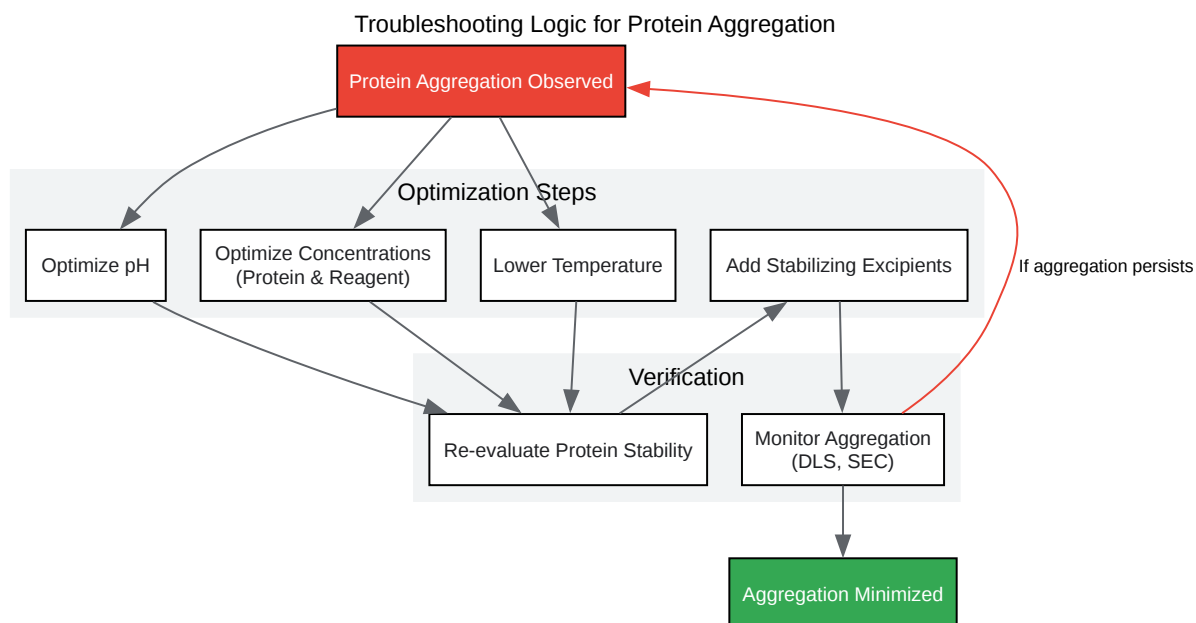 Troubleshooting Logic for Protein Aggregation
Protein Aggregation Observed
Optimization Steps
Optimize pH
Optimize Concentrations
(Protein & Reagent)
Lower Temperature
Add Stabilizing Excipients
If aggregation persists
Verification
Re-evaluate Protein Stability
Monitor Aggregation
(DLS, SEC)
Aggregation Minimized